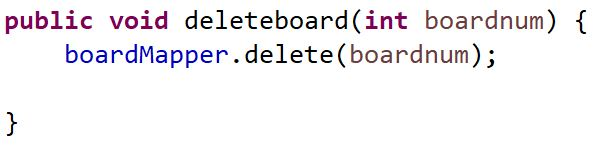 public void deleteboard(int boardnum) {
    boardMapper.delete(boardnum);
}